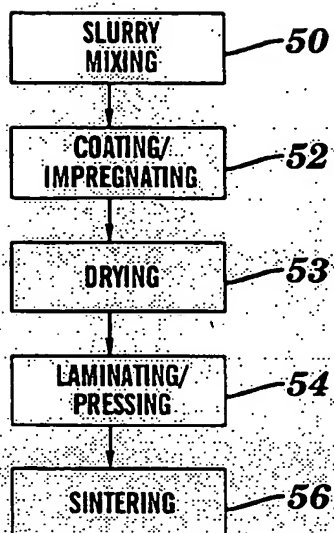 SLURRY
MIXING
50
COATING/
IMPREGNATING
52
DRYING
53
LAMINATING/
PRESSING
54
SINTERING
56